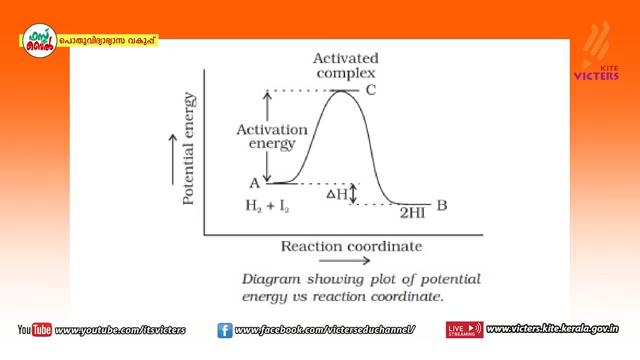 ഫസ്റ്റ് ബെൽ
പൊതുവിദ്യാഭ്യാസ വകുപ്പ്
KITE
VICTERS
Activated
complex
C
Potential energy
Activation
energy
A
ΔH
H₂ + I₂
2HI
B
Reaction coordinate
Diagram showing plot of potential
energy vs reaction coordinate.
YouTube www.youtube.com/itsvicters
f www.facebook.com/victerseduchannel/
LIVE STREAMING www.victers.kite.kerala.gov.in